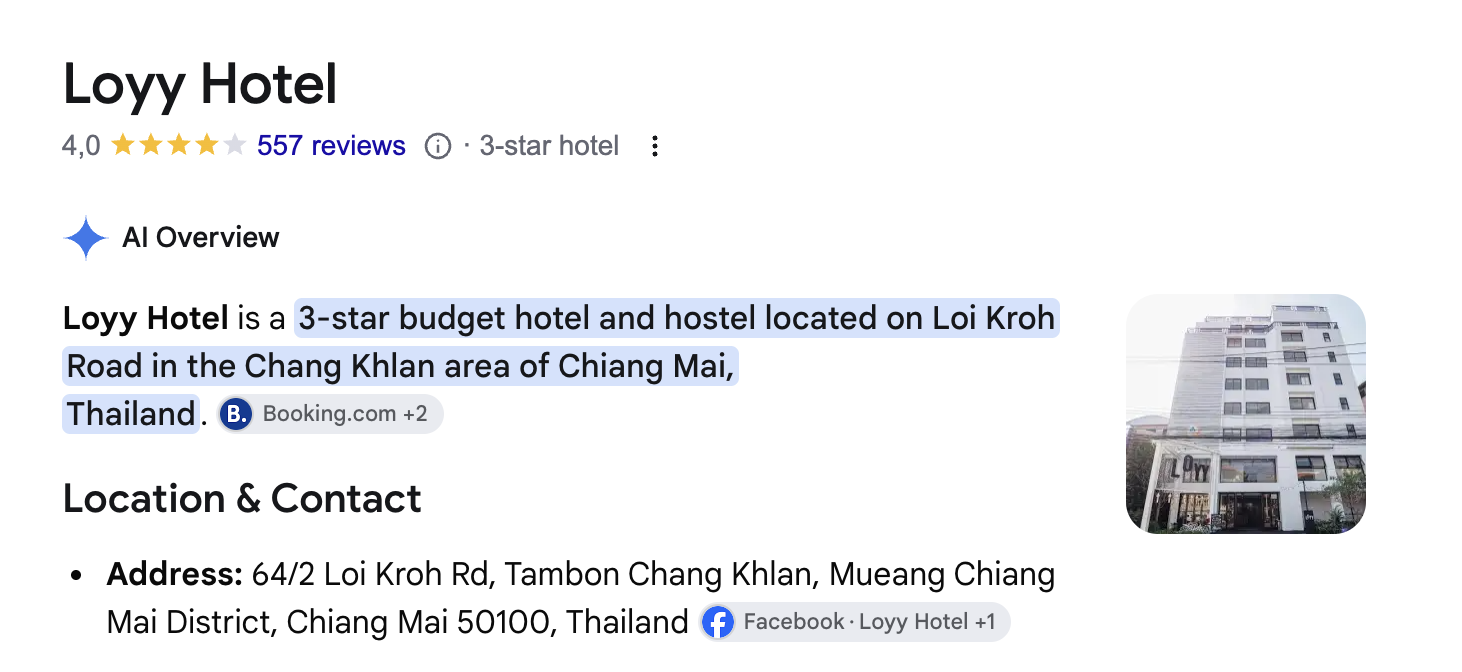 Loyy Hotel
4,0 557 reviews · 3-star hotel
AI Overview
Loyy Hotel is a 3-star budget hotel and hostel located on Loi Kroh
Road in the Chang Khlan area of Chiang Mai,
Thailand. B. Booking.com +2
LOYY
Location & Contact
• Address: 64/2 Loi Kroh Rd, Tambon Chang Khlan, Mueang Chiang
Mai District, Chiang Mai 50100, Thailand Facebook · Loyy Hotel +1